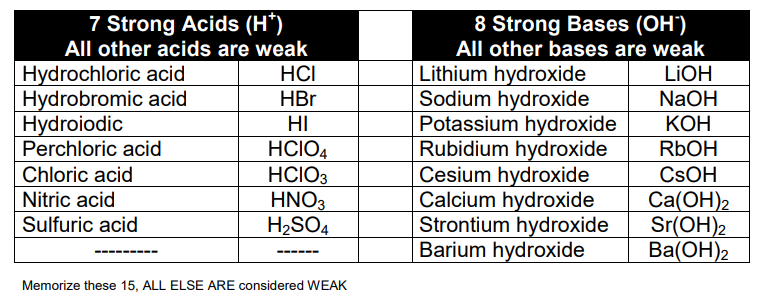 7 Strong Acids (H⁺) 8 Strong Bases (OH⁻)
All other acids are weak All other bases are weak
Hydrochloric acid HCl Lithium hydroxide LiOH
Hydrobromic acid HBr Sodium hydroxide NaOH
Hydroiodic HI Potassium hydroxide KOH
Perchloric acid HClO₄ Rubidium hydroxide RbOH
Chloric acid HClO₃ Cesium hydroxide CsOH
Nitric acid HNO₃ Calcium hydroxide Ca(OH)₂
Sulfuric acid H₂SO₄ Strontium hydroxide Sr(OH)₂
--------- ------ Barium hydroxide Ba(OH)₂
Memorize these 15, ALL ELSE ARE considered WEAK